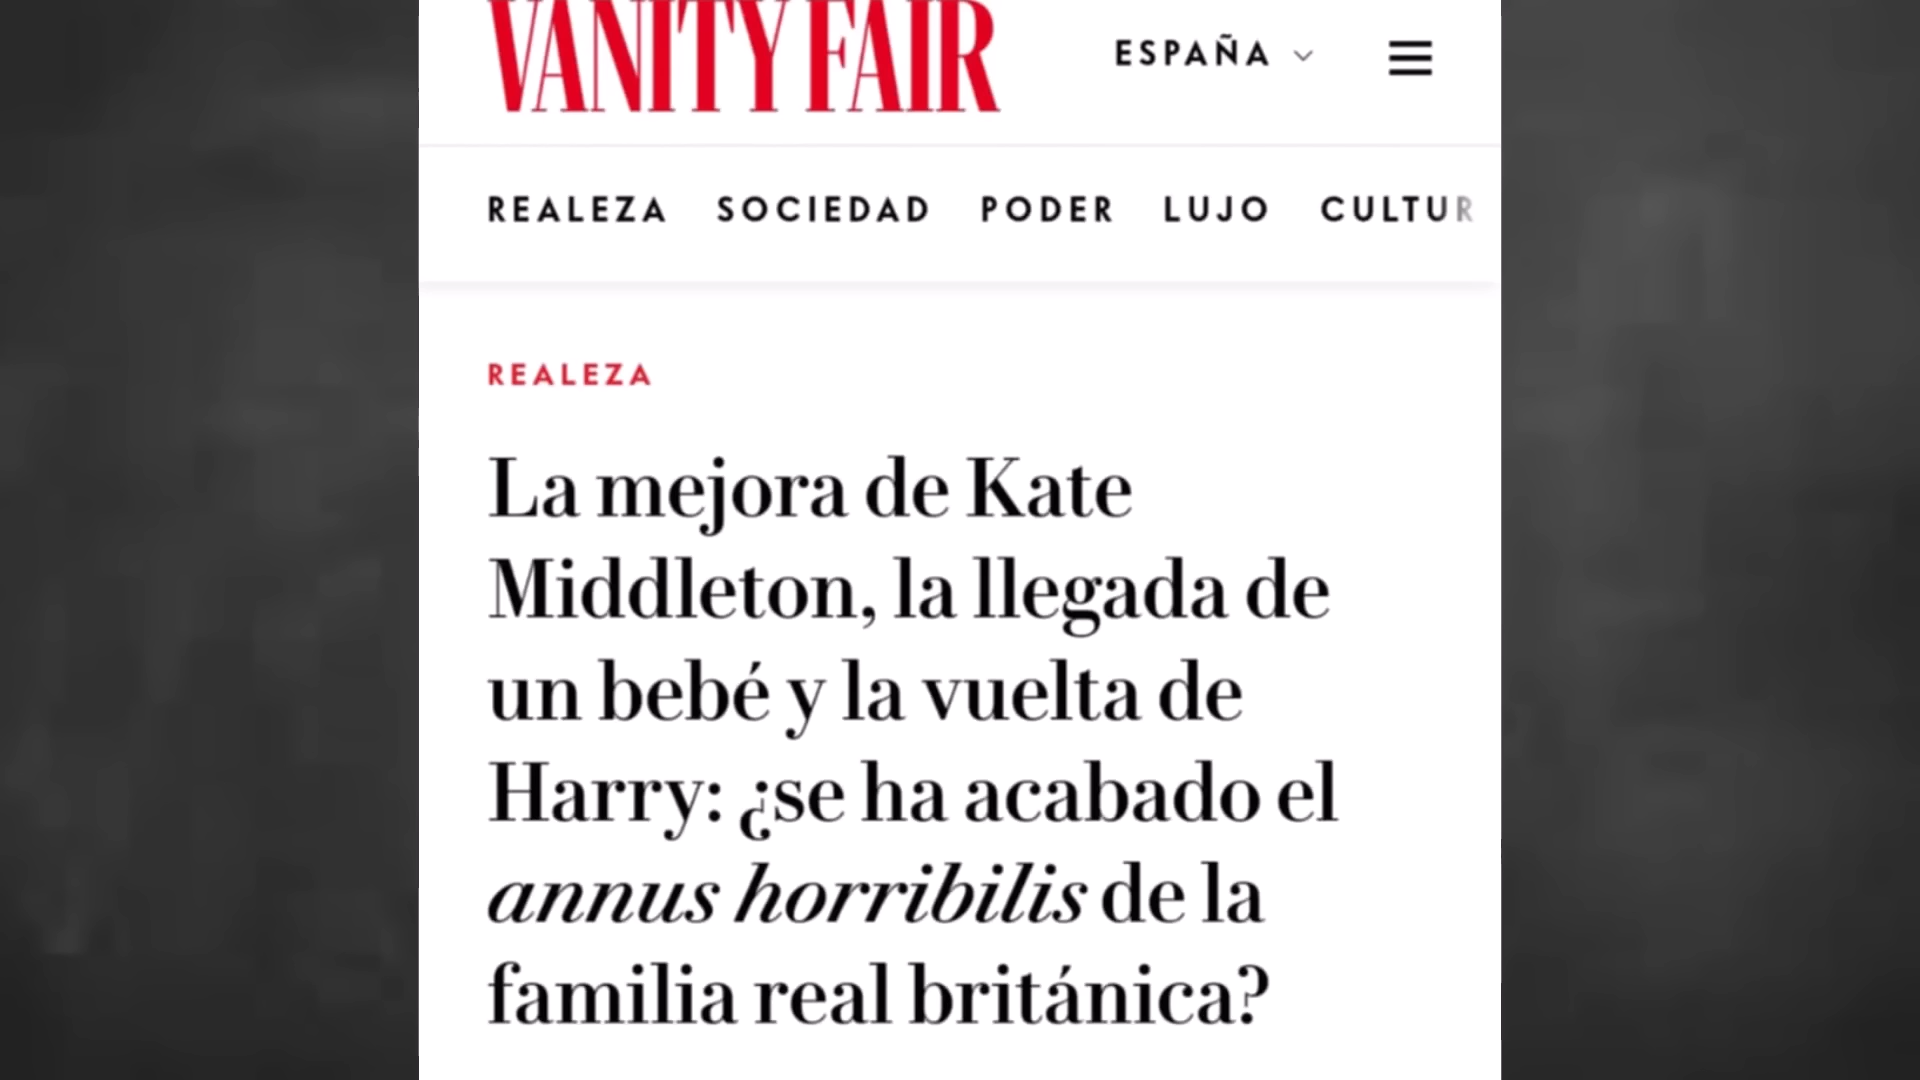 VANITY FAIR
ESPAÑA
REALEZA SOCIEDAD PODER LUJO CULTUR
REALEZA
La mejora de Kate
Middleton, la llegada de
un bebé y la vuelta de
Harry: ¿se ha acabado el
annus horribilis de la
familia real británica?